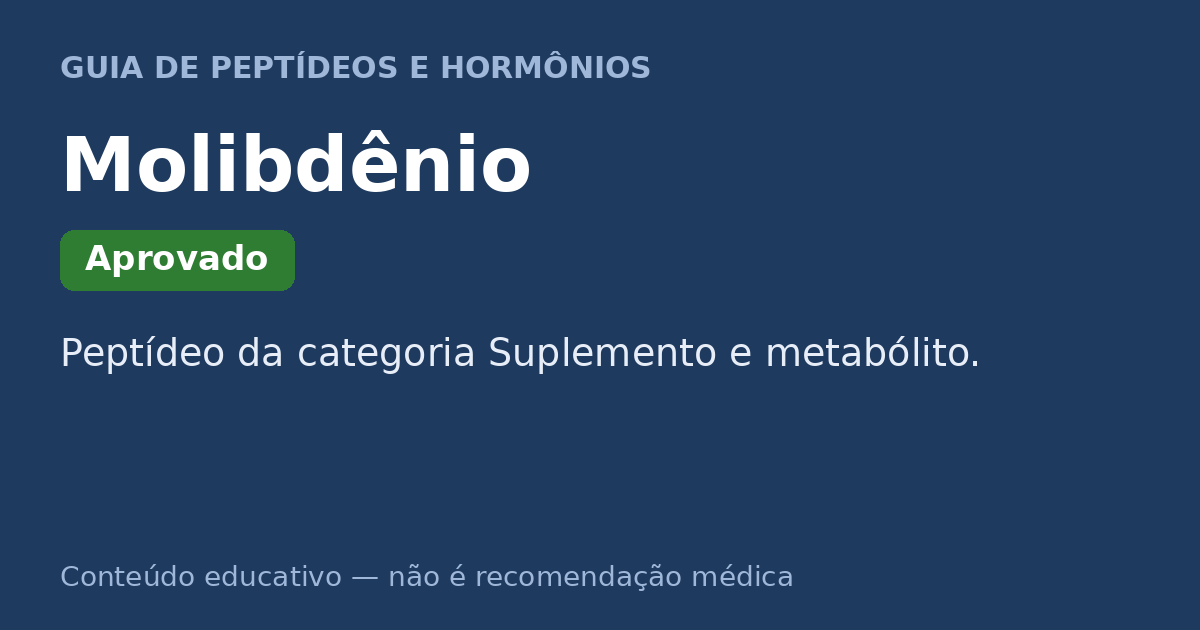 GUIA DE PEPTÍDEOS E HORMÔNIOS
Molibdênio
Aprovado
Peptídeo da categoria Suplemento e metabólito.
Conteúdo educativo — não é recomendação médica